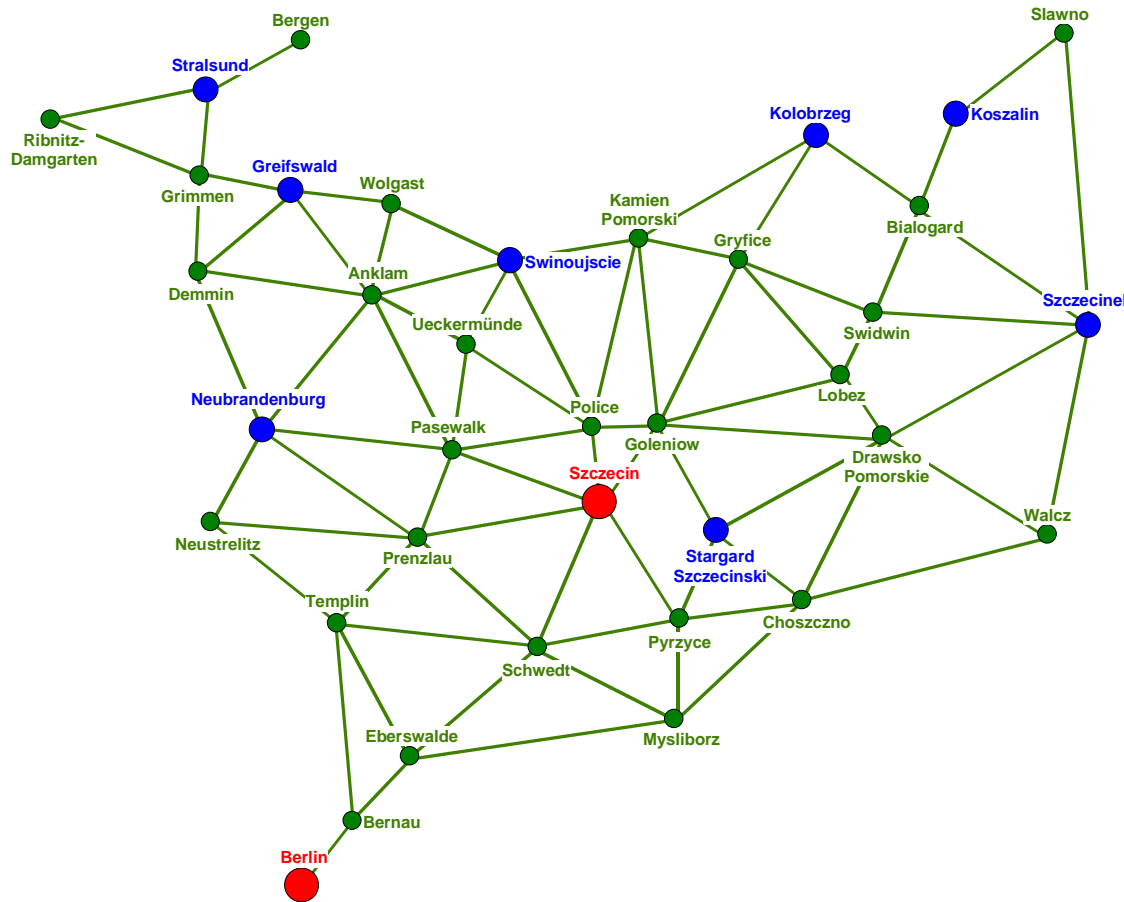 Bergen
Slawno
Stralsund
Kolobrzeg
Koszalin
Ribnitz-
Damgarten
Greifswald
Wolgast
Grimmen
Kamien
Pomorski
Bialogard
Gryfice
Swinoujscie
Anklam
Demmin
Szczecinek
Ueckermünde
Swidwin
Lobez
Neubrandenburg
Police
Pasewalk
Goleniow
Drawsko
Pomorskie
Szczecin
Walcz
Neustrelitz
Prenzlau
Stargard
Szczecinski
Templin
Choszczno
Pyrzyce
Schwedt
Eberswalde
Mysliborz
Bernau
Berlin